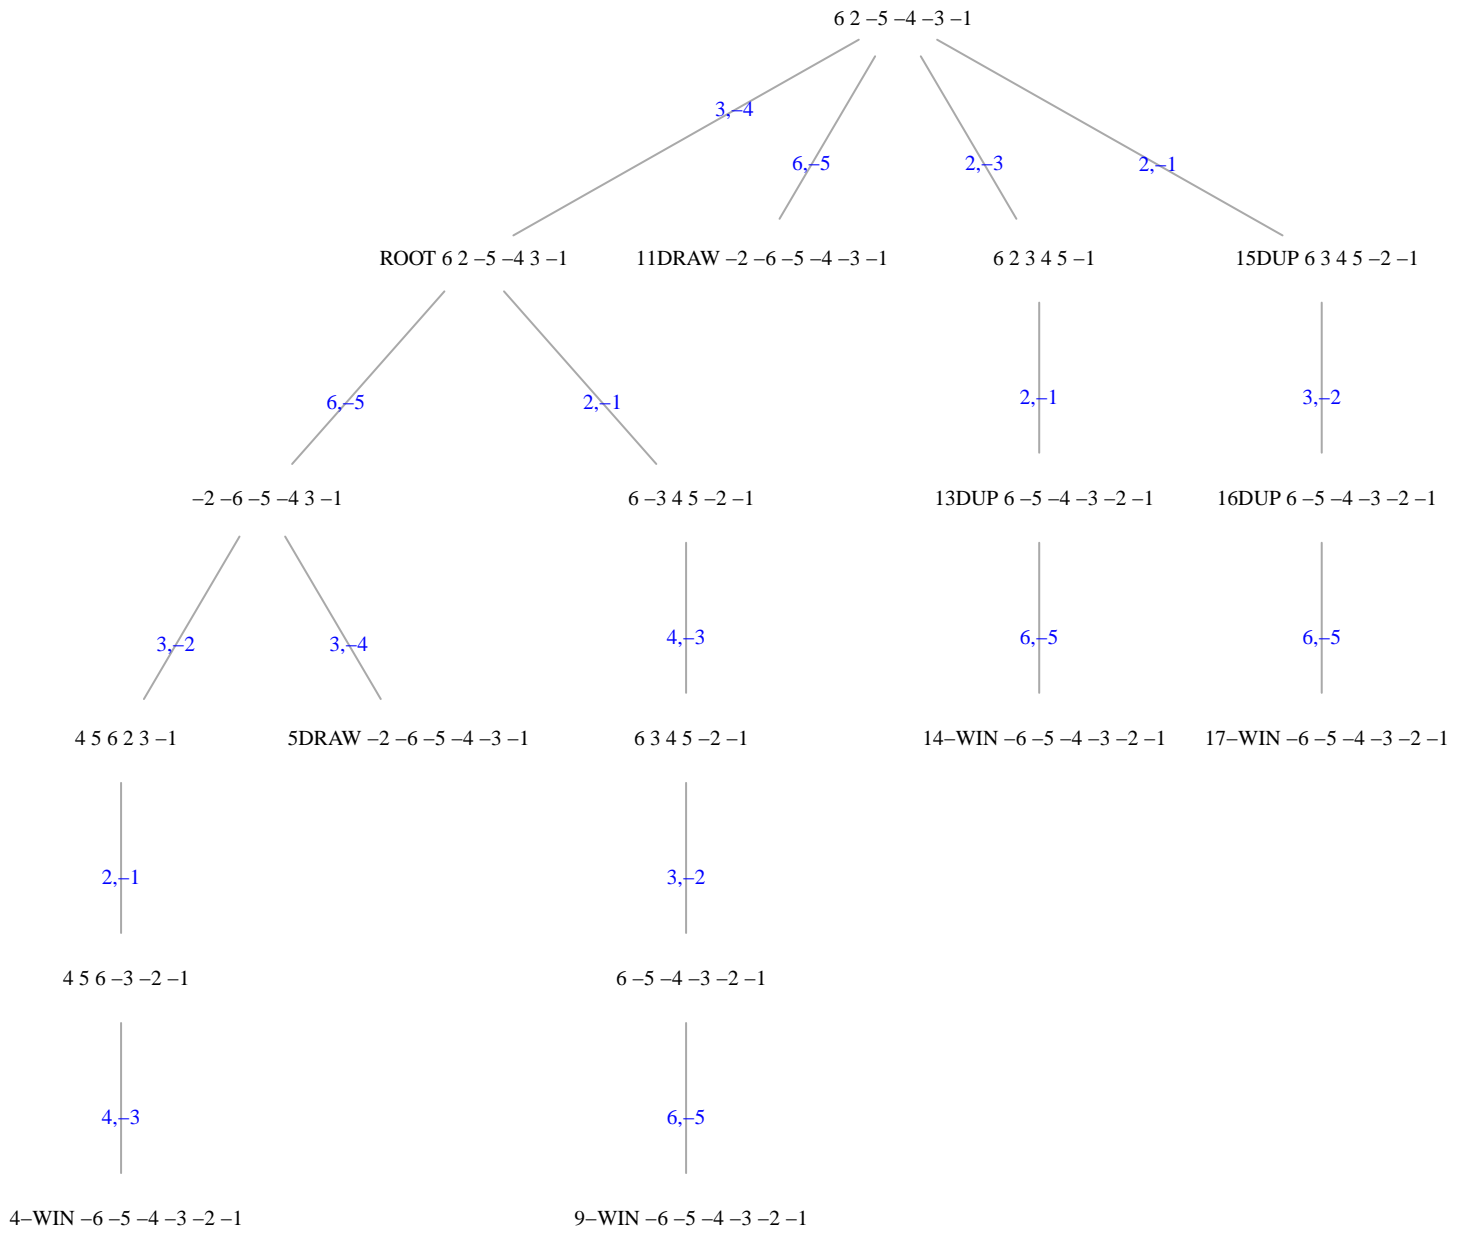 6 2 –5 –4 –3 –1
3,–4
6,–5
2,–3
2,–1
ROOT 6 2 –5 –4 3 –1
11DRAW –2 –6 –5 –4 –3 –1
6 2 3 4 5 –1
15DUP 6 3 4 5 –2 –1
6,–5
2,–1
2,–1
3,–2
–2 –6 –5 –4 3 –1
6 –3 4 5 –2 –1
13DUP 6 –5 –4 –3 –2 –1
16DUP 6 –5 –4 –3 –2 –1
3,–2
3,–4
4,–3
6,–5
6,–5
4 5 6 2 3 –1
5DRAW –2 –6 –5 –4 –3 –1
6 3 4 5 –2 –1
14–WIN –6 –5 –4 –3 –2 –1
17–WIN –6 –5 –4 –3 –2 –1
2,–1
3,–2
4 5 6 –3 –2 –1
6 –5 –4 –3 –2 –1
4,–3
6,–5
4–WIN –6 –5 –4 –3 –2 –1
9–WIN –6 –5 –4 –3 –2 –1